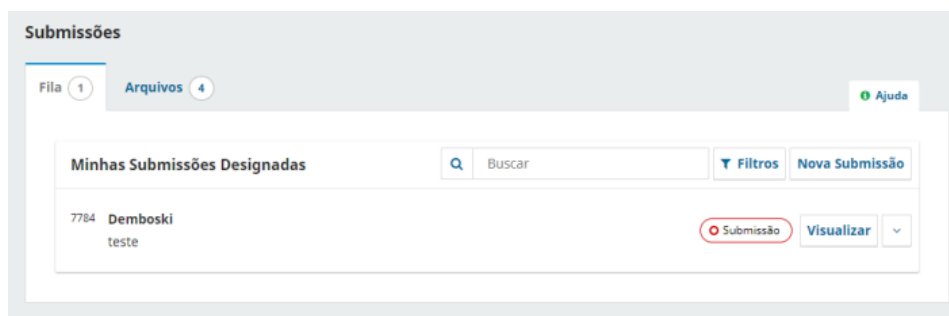 Submissões
Fila 1 Arquivos 4
Ajuda
Minhas Submissões Designadas Buscar Filtros Nova Submissão
7784 Demboski Submissão Visualizar
teste